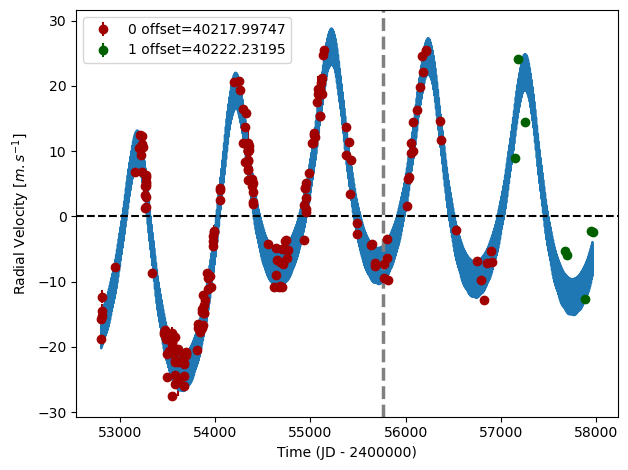 0 offset=40217.99747
1 offset=40222.23195
30
20
10
0
−10
−20
−30
Radial Velocity [m.s⁻¹]
53000 54000 55000 56000 57000 58000
Time (JD - 2400000)